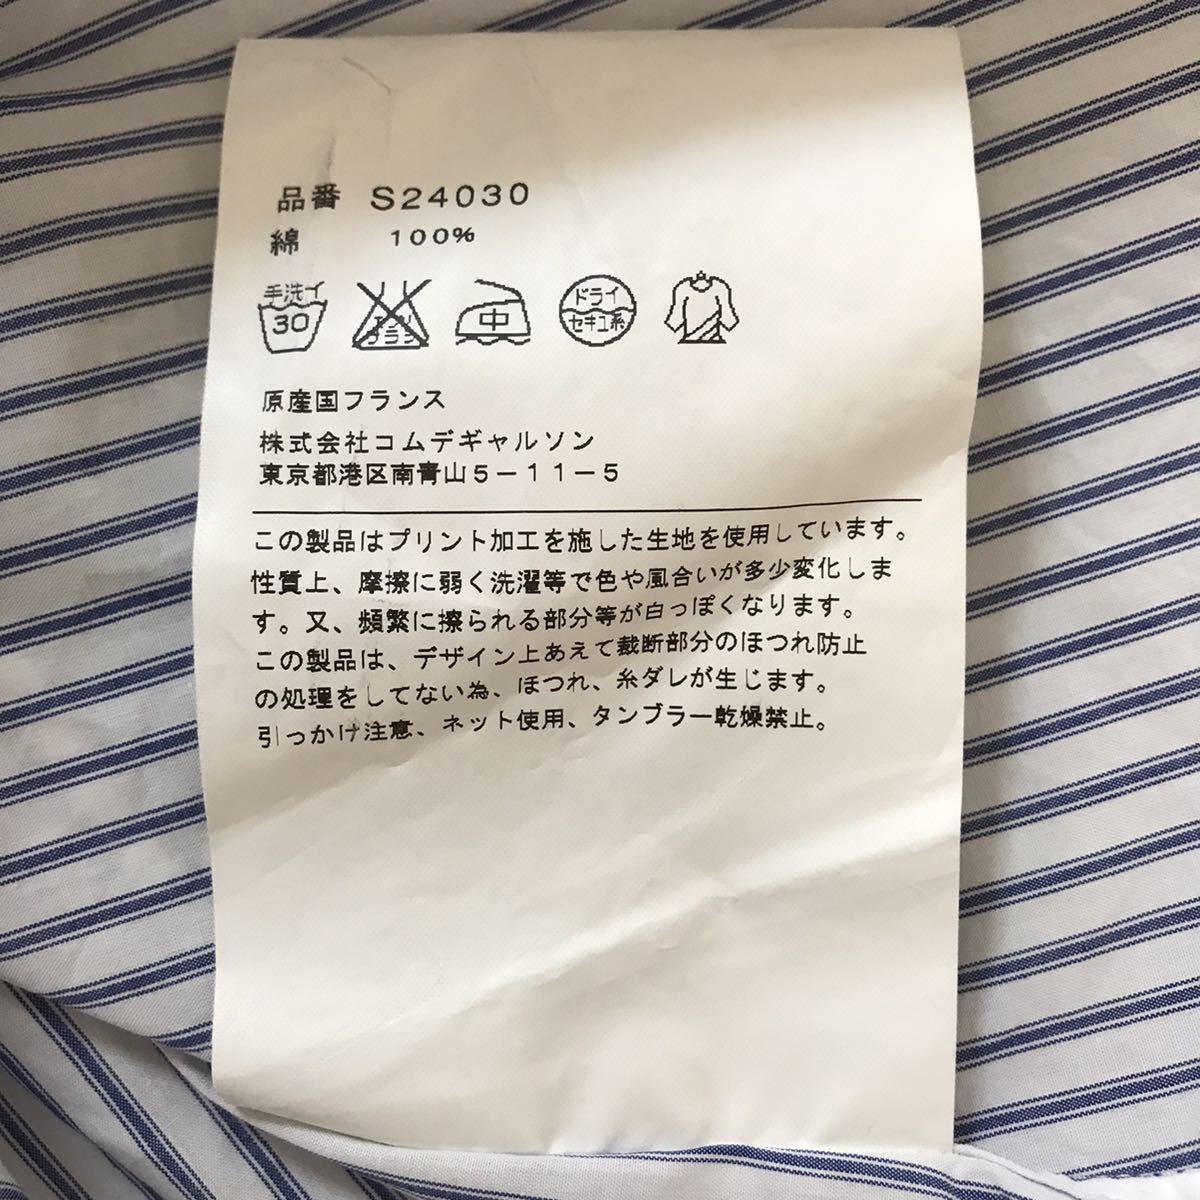 品番 S24030
綿 100%
手洗イ
30
エンソ
サラシ
中
ドライ
セキユ系
原産国フランス
株式会社コムデギャルソン
東京都港区南青山5-11-5
この製品はプリント加工を施した生地を使用しています。
性質上、摩擦に弱く洗濯等で色や風合いが多少変化しま
す。又、頻繁に擦られる部分等が白っぽくなります。
この製品は、デザイン上あえて裁断部分のほつれ防止
の処理をしてない為、ほつれ、糸ダレが生じます。
引っかけ注意、ネット使用、タンブラー乾燥禁止。